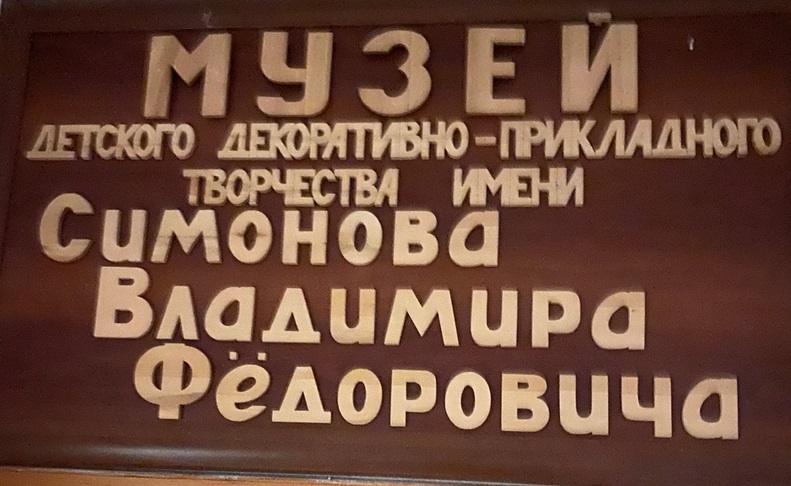 МУЗЕЙ
ДЕТСКОГО ДЕКОРАТИВНО-ПРИКЛАДНОГО
ТВОРЧЕСТВА ИМЕНИ
Симонова
Владимира
Фёдоровича